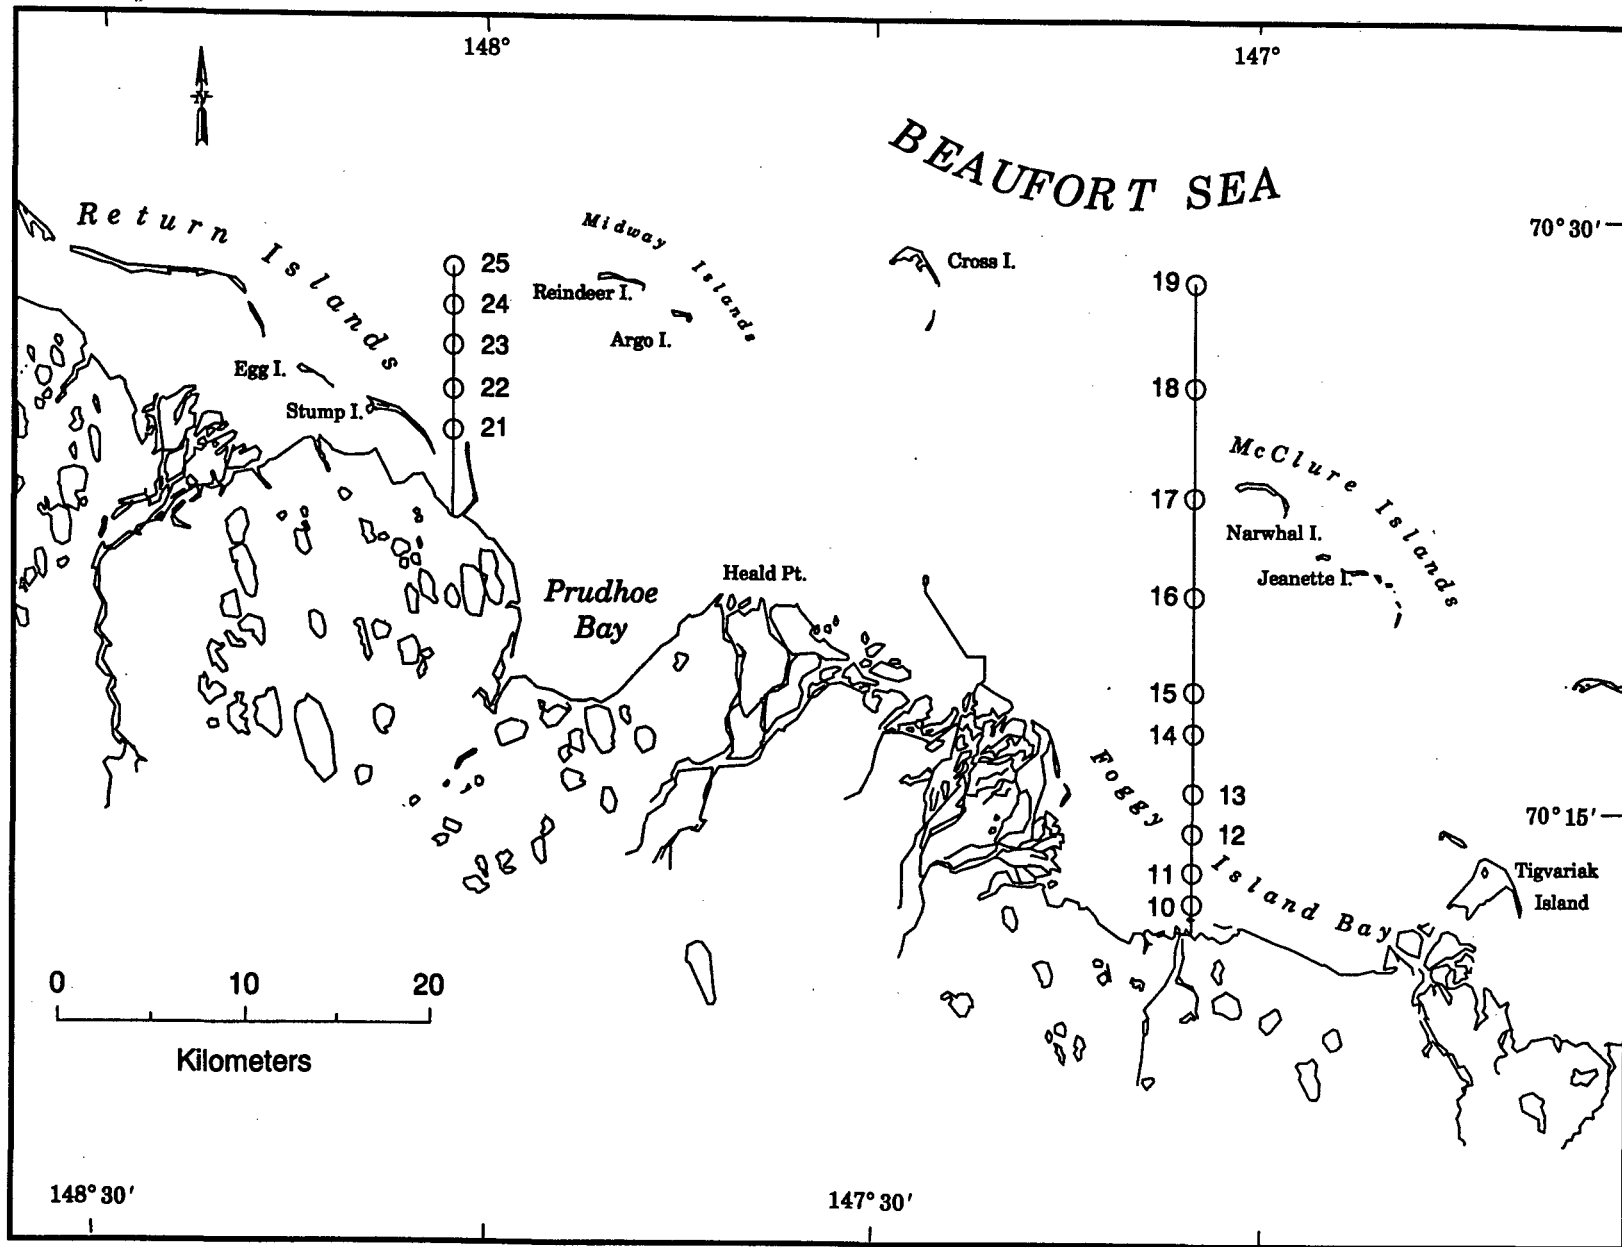 148°
147°
BEAUFORT SEA
Return Islands
Midway Islands
70°30′
25
Cross I.
19
24
Reindeer I.
23
Argo I.
Egg I.
22
18
Stump I.
21
McClure Islands
17
Narwhal I.
Jeanette I.
Heald Pt.
Prudhoe
Bay
16
15
14
Foggy Island Bay
13
70°15′
12
11
Tigvariak
Island
10
0 10 20
Kilometers
148°30′
147°30′
N